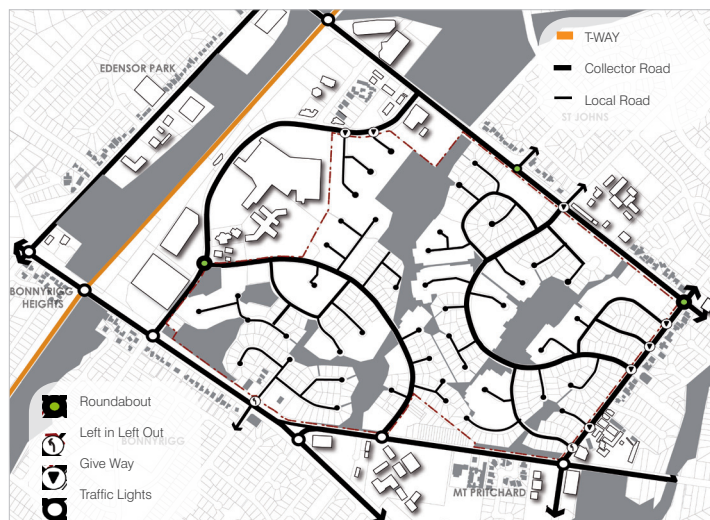 EDENSOR PARK
T-WAY
Collector Road
Local Road
ST JOHNS
BONNYRIGG
HEIGHTS
Roundabout
Left in Left Out
BONNYRIGG
Give Way
Traffic Lights
MT PRITCHARD